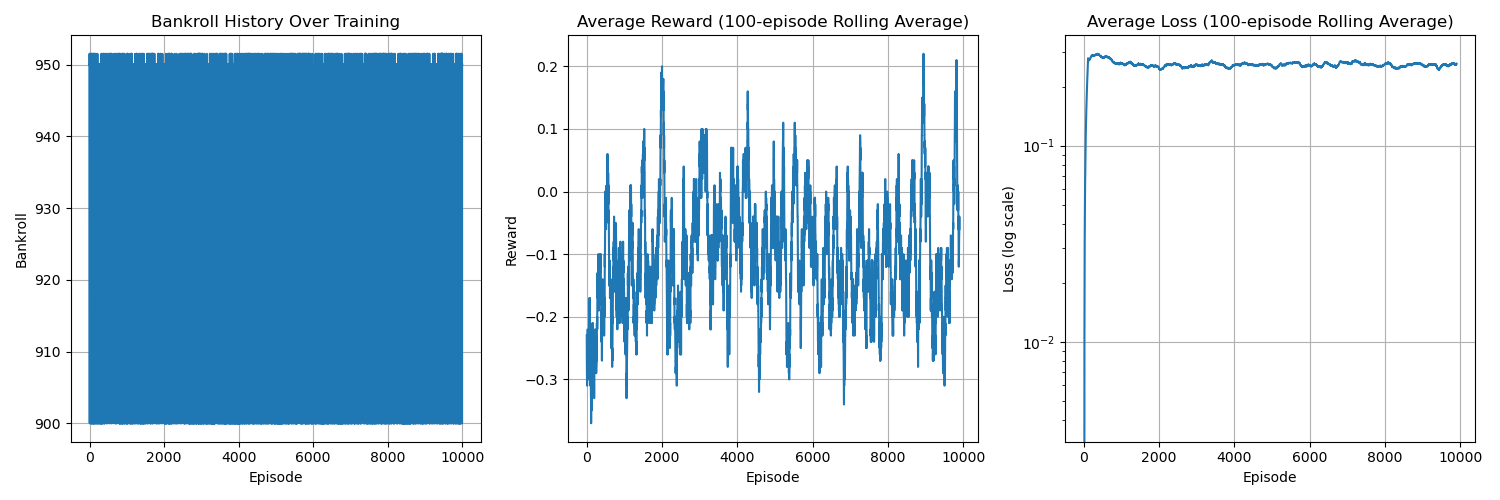 Bankroll History Over Training
Bankroll
950
940
930
920
910
900
0 2000 4000 6000 8000 10000
Episode
Average Reward (100-episode Rolling Average)
Reward
0.2
0.1
0.0
−0.1
−0.2
−0.3
0 2000 4000 6000 8000 10000
Episode
Average Loss (100-episode Rolling Average)
Loss (log scale)
10⁻¹
10⁻²
0 2000 4000 6000 8000 10000
Episode